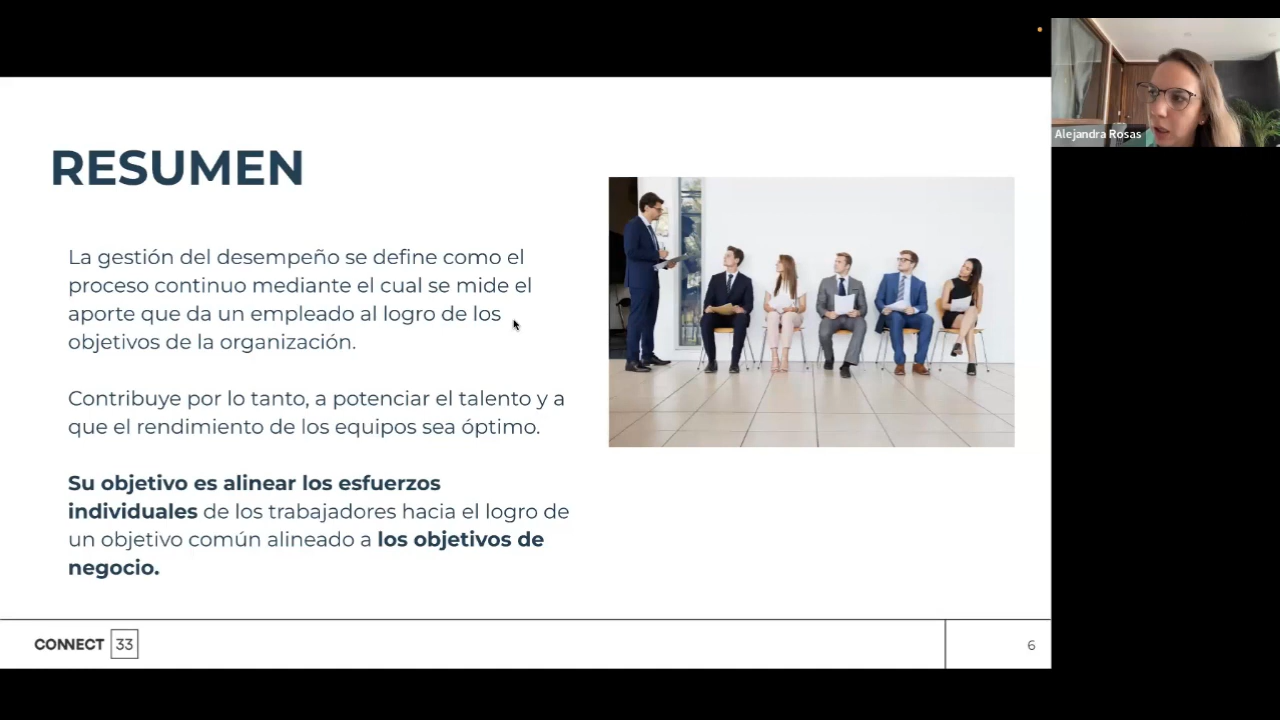 RESUMEN
La gestión del desempeño se define como el
proceso continuo mediante el cual se mide el
aporte que da un empleado al logro de los
objetivos de la organización.
Contribuye por lo tanto, a potenciar el talento y a
que el rendimiento de los equipos sea óptimo.
Su objetivo es alinear los esfuerzos
individuales de los trabajadores hacia el logro de
un objetivo común alineado a los objetivos de
negocio.
CONNECT 33
6
Alejandra Rosas